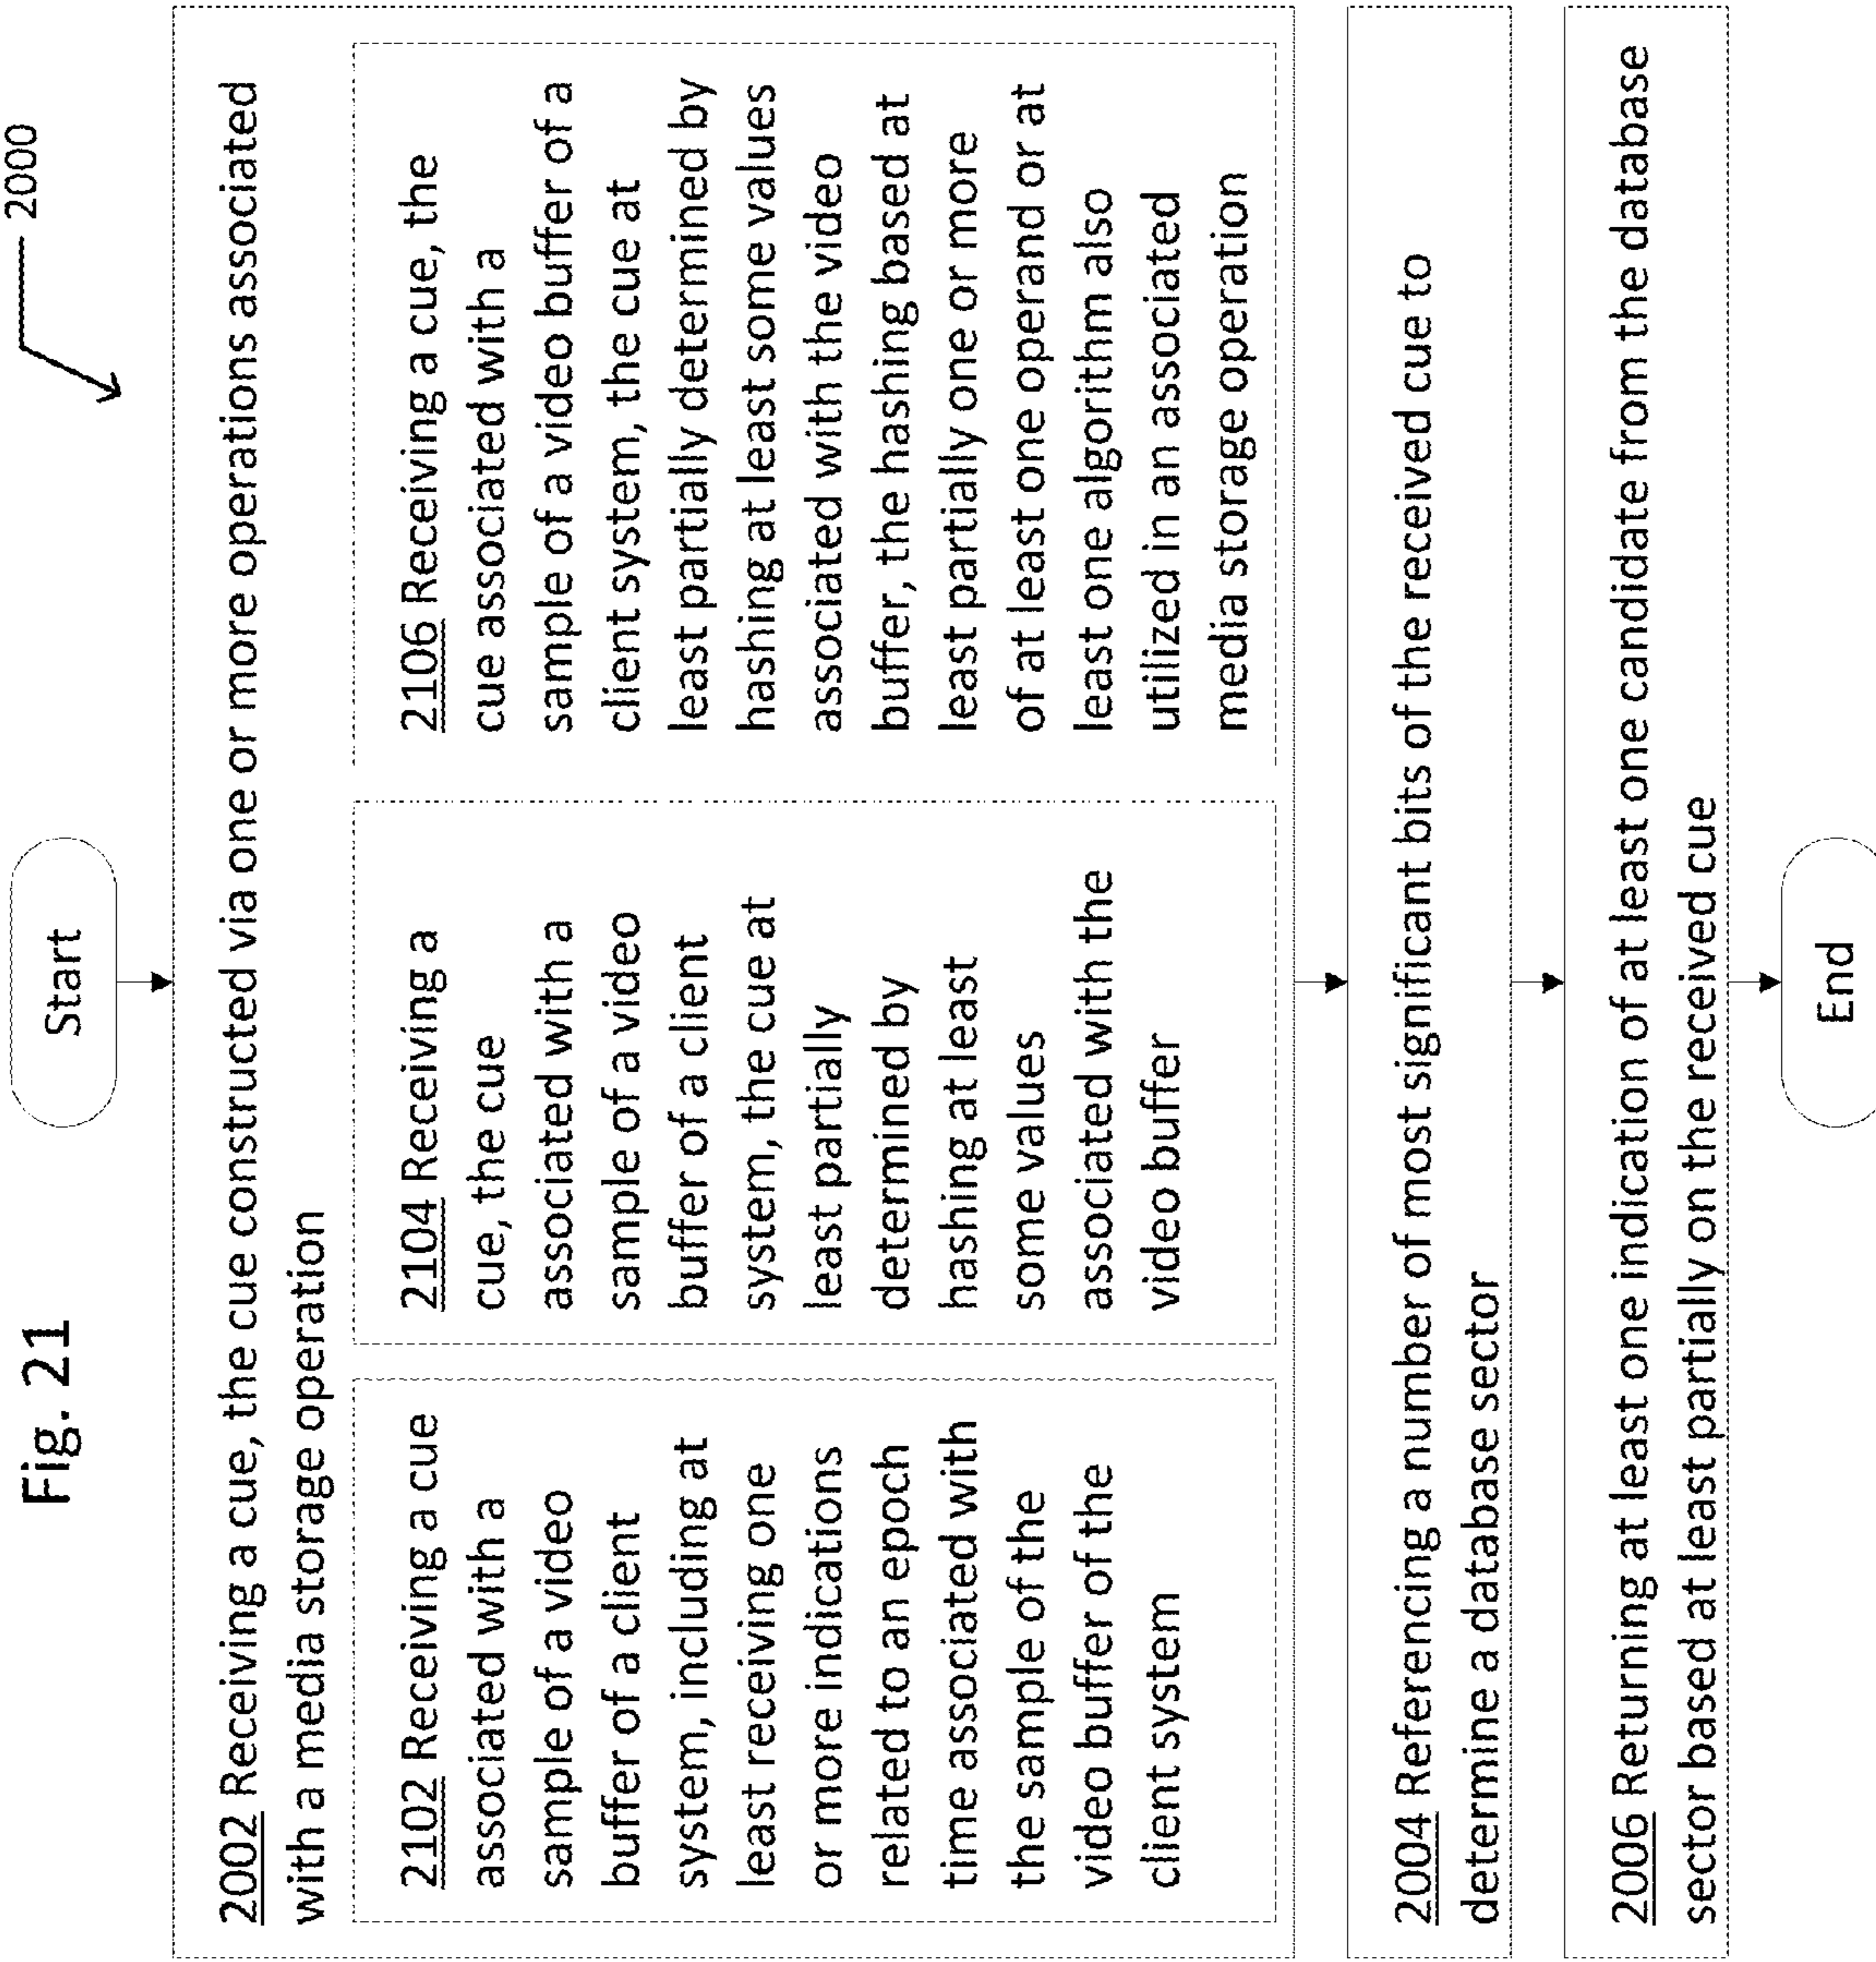 Fig. 21
2000
Start
2002 Receiving a cue, the cue constructed via one or more operations associated
with a media storage operation
2102 Receiving a cue
associated with a
sample of a video
buffer of a client
system, including at
least receiving one
or more indications
related to an epoch
time associated with
the sample of the
video buffer of the
client system
2104 Receiving a
cue, the cue
associated with a
sample of a video
buffer of a client
system, the cue at
least partially
determined by
hashing at least
some values
associated with the
video buffer
2106 Receiving a cue, the
cue associated with a
sample of a video buffer of a
client system, the cue at
least partially determined by
hashing at least some values
associated with the video
buffer, the hashing based at
least partially one or more
of at least one operand or at
least one algorithm also
utilized in an associated
media storage operation
2004 Referencing a number of most significant bits of the received cue to
determine a database sector
2006 Returning at least one indication of at least one candidate from the database
sector based at least partially on the received cue
End